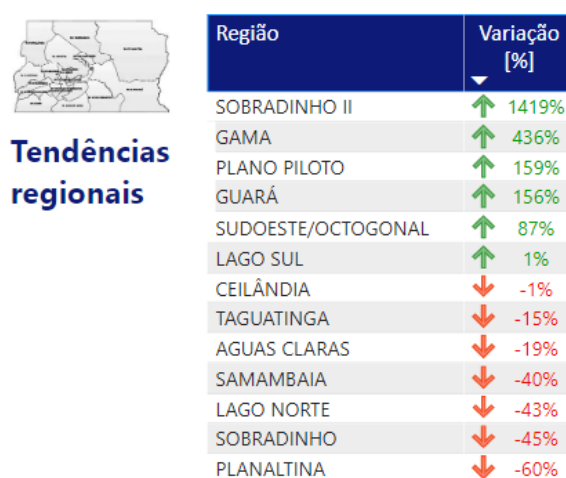 Tendências
regionais
Região Variação
[%]
SOBRADINHO II 1419%
GAMA 436%
PLANO PILOTO 159%
GUARÁ 156%
SUDOESTE/OCTOGONAL 87%
LAGO SUL 1%
CEILÂNDIA -1%
TAGUATINGA -15%
AGUAS CLARAS -19%
SAMAMBAIA -40%
LAGO NORTE -43%
SOBRADINHO -45%
PLANALTINA -60%